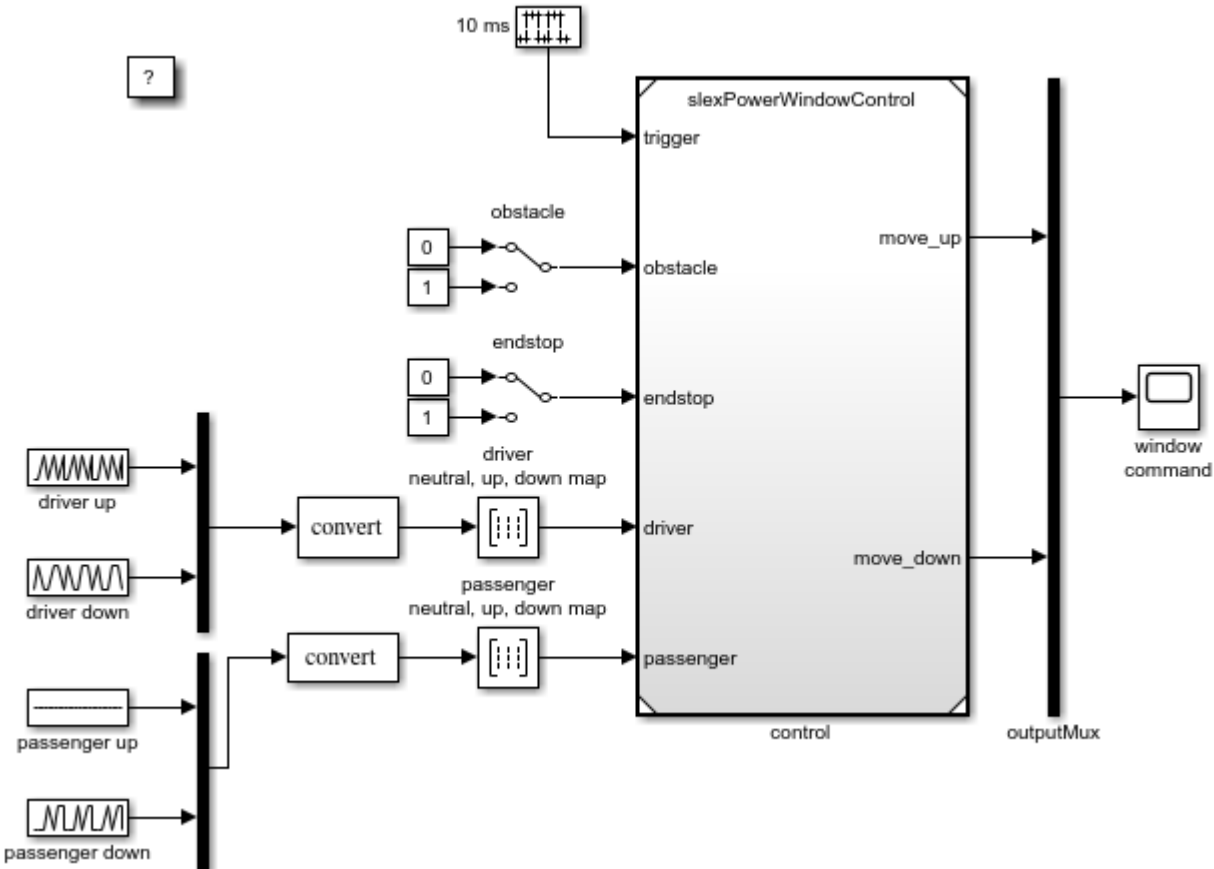 10 ms
?
slexPowerWindowControl
trigger
obstacle
0
1
obstacle
move_up
endstop
0
1
endstop
driver
neutral, up, down map
driver up
convert
driver
window
command
move_down
driver down
passenger
neutral, up, down map
convert
passenger
passenger up
control
outputMux
passenger down